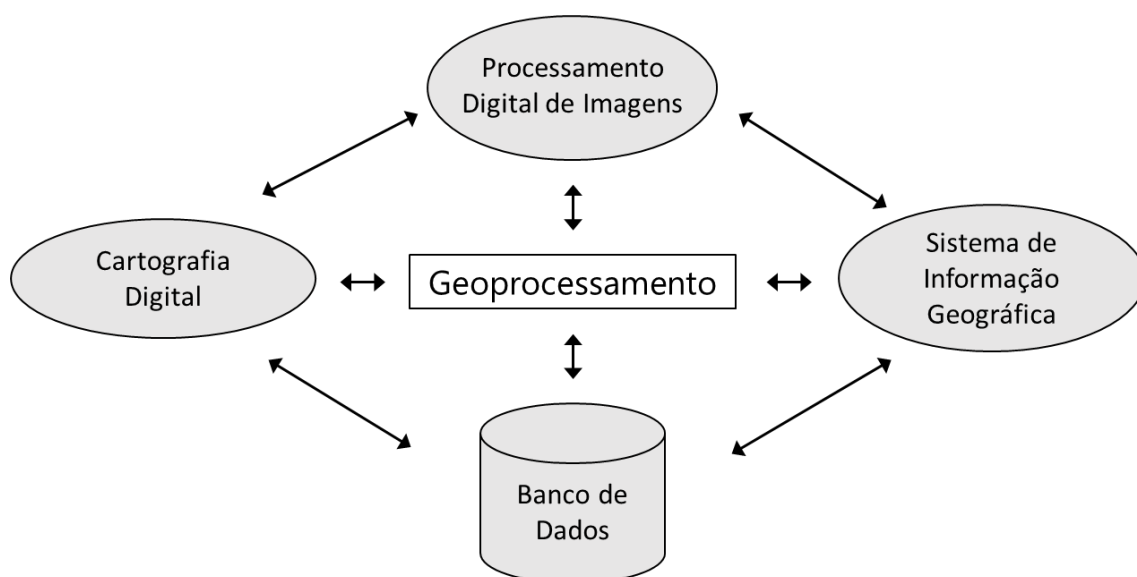 Processamento
Digital de Imagens
Cartografia
Digital
Geoprocessamento
Sistema de
Informação
Geográfica
Banco de
Dados